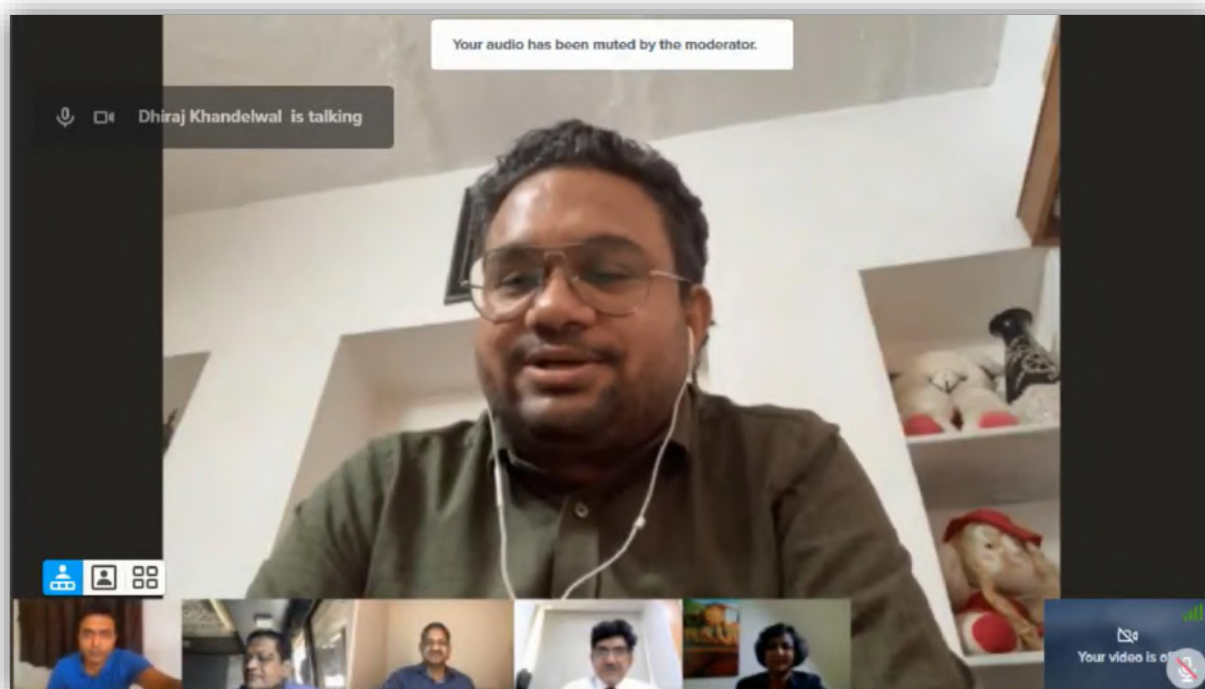 Your audio has been muted by the moderator.
Dhiraj Khandelwal is talking
Your video is